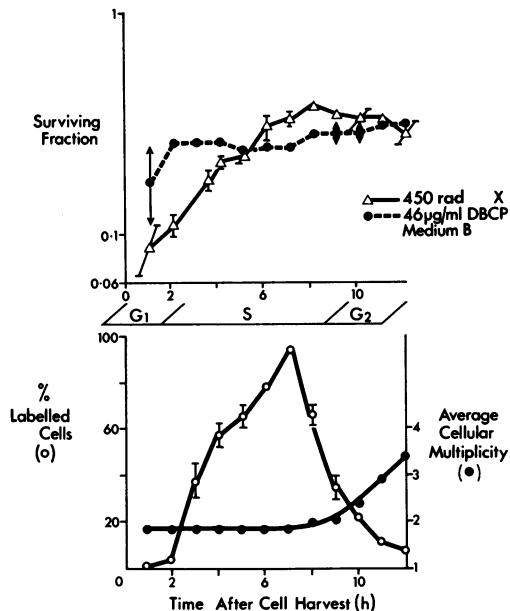 1
Surviving
Fraction
0·1
0·06
450 rad X
46μg/ml DBCP
Medium B
0 2 6 10
G1 S G2
100
60
20
0
%
Labelled
Cells
(o)
4
3
2
1
Average
Cellular
Multiplicity
(●)
2 4 6 8 10 12
Time After Cell Harvest (h)